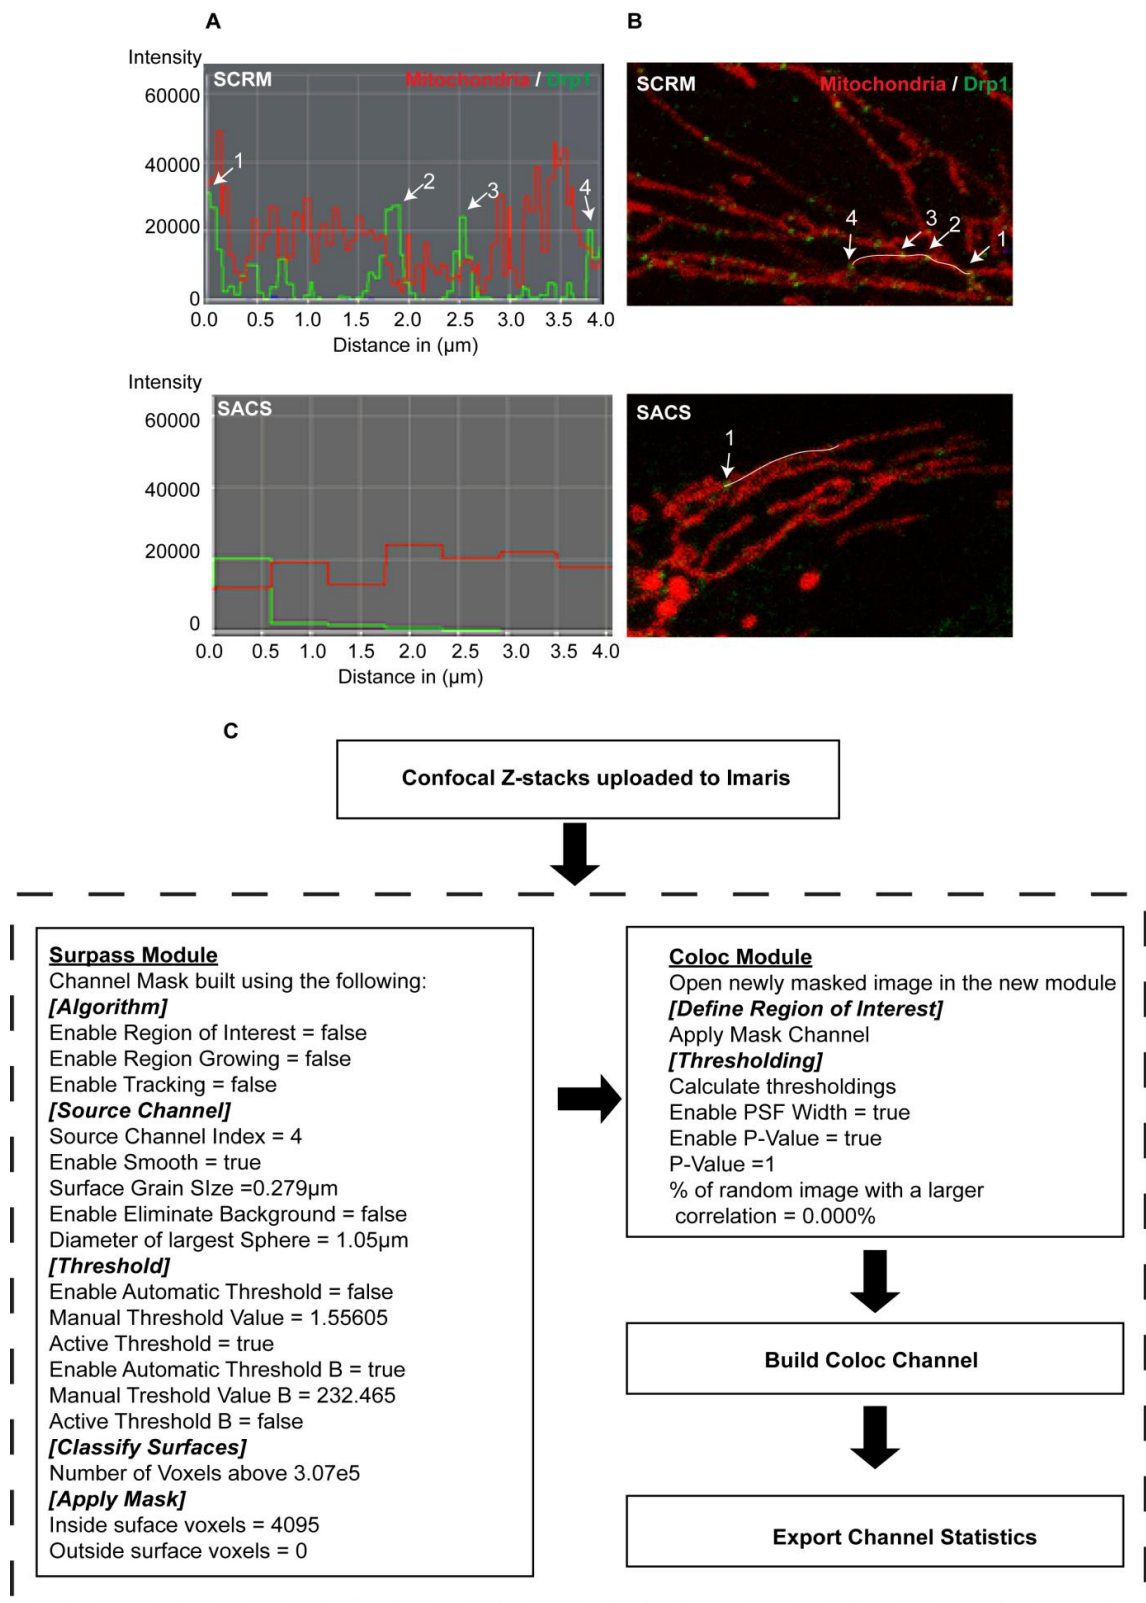 A
Intensity
SCRM
Mitochondria / Drp1
60000
40000
20000
0
1
2
3
4
0.0 0.5 1.0 1.5 2.0 2.5 3.0 3.5 4.0
Distance in (µm)
B
SCRM
Mitochondria / Drp1
4
3
2
1
Intensity
SACS
60000
40000
20000
0
0.0 0.5 1.0 1.5 2.0 2.5 3.0 3.5 4.0
Distance in (µm)
SACS
1
C
Confocal Z-stacks uploaded to Imaris
Surpass Module
Channel Mask built using the following:
[Algorithm]
Enable Region of Interest = false
Enable Region Growing = false
Enable Tracking = false
[Source Channel]
Source Channel Index = 4
Enable Smooth = true
Surface Grain SIze =0.279µm
Enable Eliminate Background = false
Diameter of largest Sphere = 1.05µm
[Threshold]
Enable Automatic Threshold = false
Manual Threshold Value = 1.55605
Active Threshold = true
Enable Automatic Threshold B = true
Manual Treshold Value B = 232.465
Active Threshold B = false
[Classify Surfaces]
Number of Voxels above 3.07e5
[Apply Mask]
Inside suface voxels = 4095
Outside surface voxels = 0
Coloc Module
Open newly masked image in the new module
[Define Region of Interest]
Apply Mask Channel
[Thresholding]
Calculate thresholdings
Enable PSF Width = true
Enable P-Value = true
P-Value =1
% of random image with a larger
correlation = 0.000%
Build Coloc Channel
Export Channel Statistics